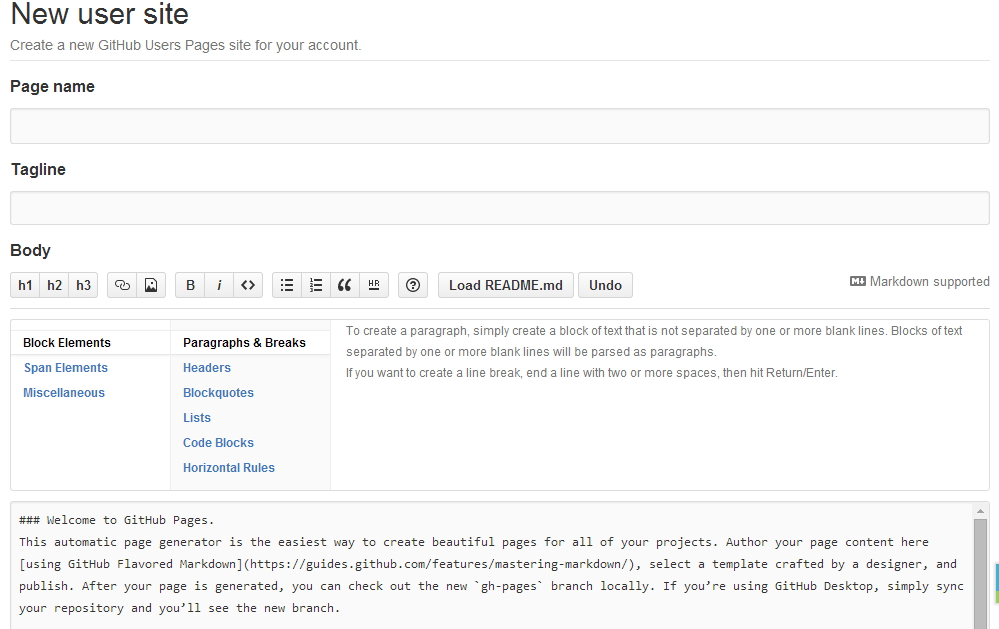 New user site
Create a new GitHub Users Pages site for your account.
Page name
Tagline
Body
h1 h2 h3 B i <> HR ? Load README.md Undo Markdown supported
Block Elements
Span Elements
Miscellaneous
Paragraphs & Breaks
Headers
Blockquotes
Lists
Code Blocks
Horizontal Rules
To create a paragraph, simply create a block of text that is not separated by one or more blank lines. Blocks of text
separated by one or more blank lines will be parsed as paragraphs.
If you want to create a line break, end a line with two or more spaces, then hit Return/Enter.
### Welcome to GitHub Pages.
This automatic page generator is the easiest way to create beautiful pages for all of your projects. Author your page content here
[using GitHub Flavored Markdown](https://guides.github.com/features/mastering-markdown/), select a template crafted by a designer, and
publish. After your page is generated, you can check out the new `gh-pages` branch locally. If you’re using GitHub Desktop, simply sync
your repository and you’ll see the new branch.